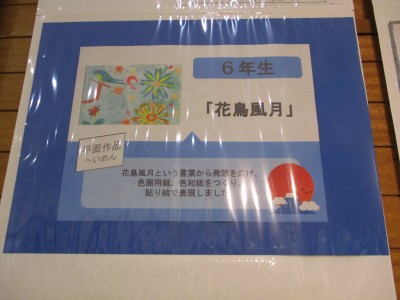 6年生
「花鳥風月」
平面作品
へいめん
花鳥風月という言葉から発想を広げ、
色画用紙、色和紙をつくり、
貼り絵で表現しました